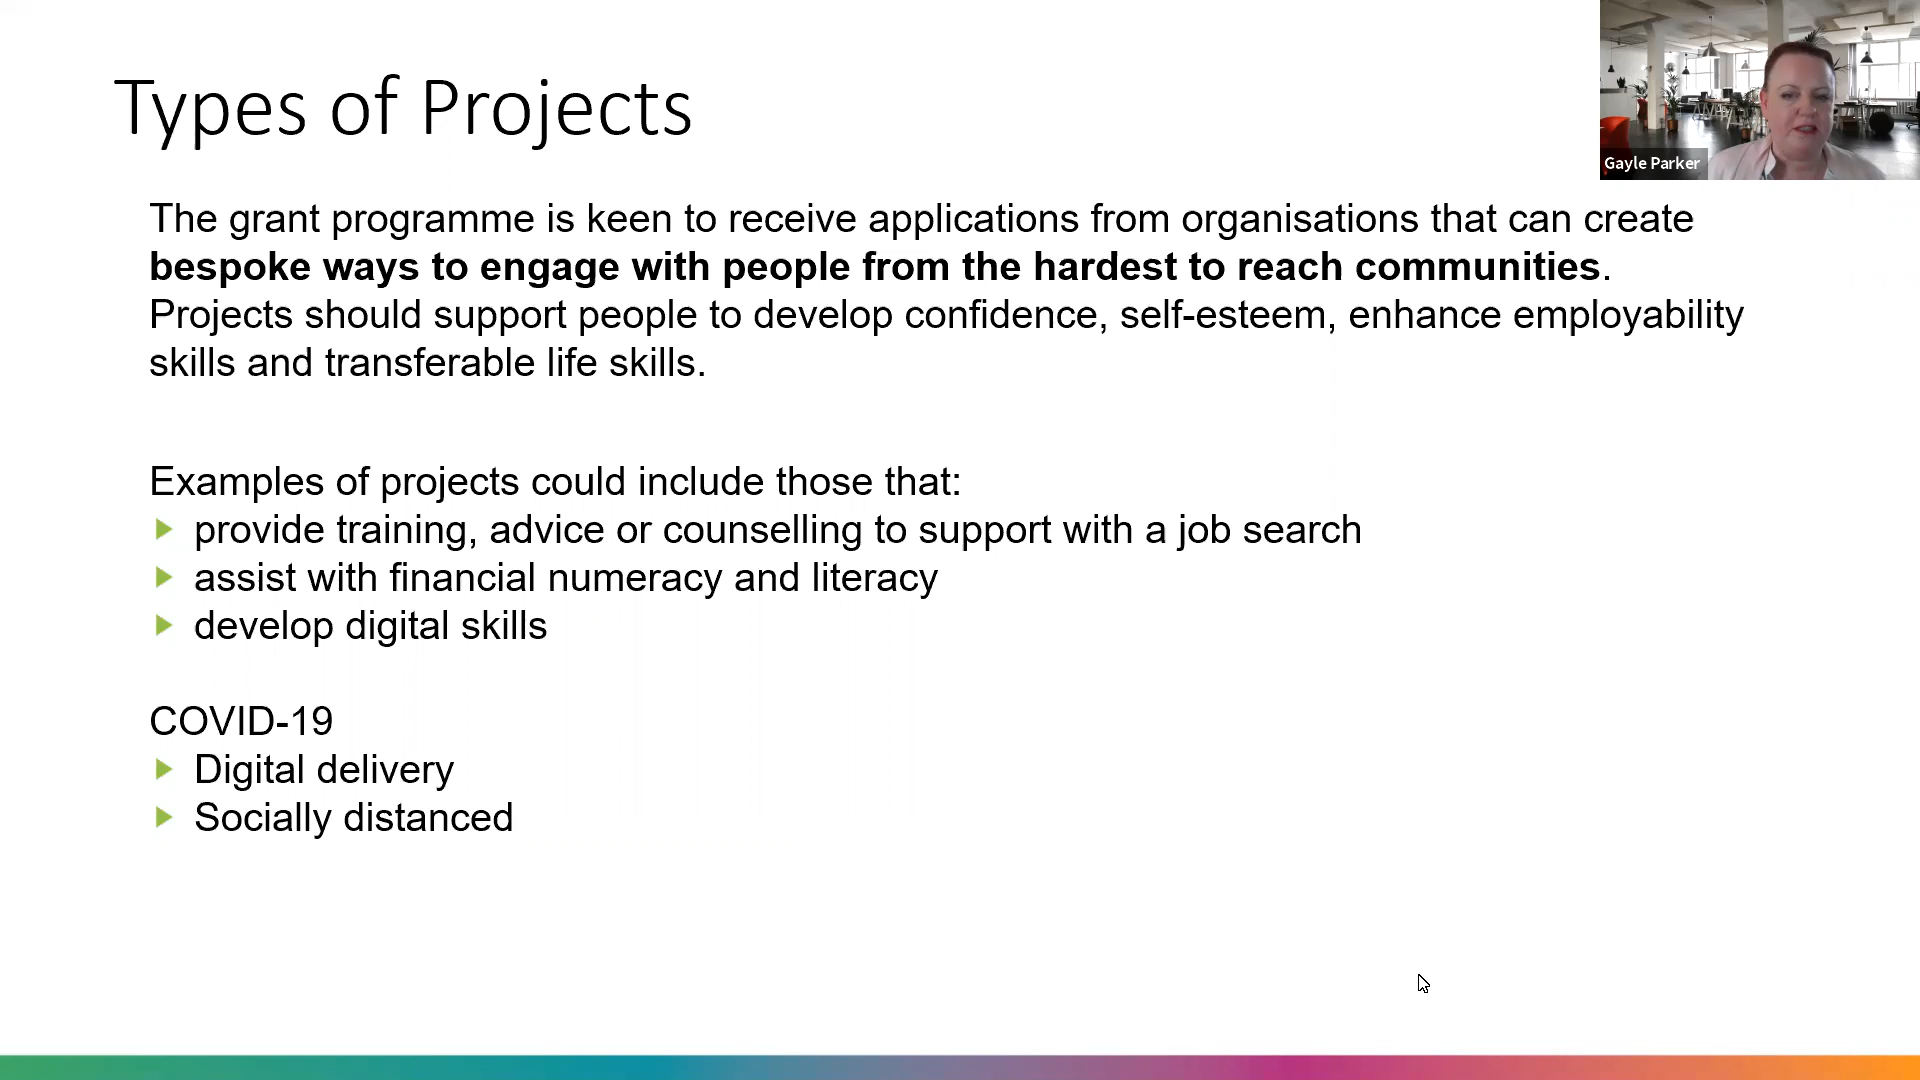 Types of Projects
Gayle Parker
The grant programme is keen to receive applications from organisations that can create
bespoke ways to engage with people from the hardest to reach communities.
Projects should support people to develop confidence, self-esteem, enhance employability
skills and transferable life skills.
Examples of projects could include those that:
provide training, advice or counselling to support with a job search
assist with financial numeracy and literacy
develop digital skills
COVID-19
Digital delivery
Socially distanced